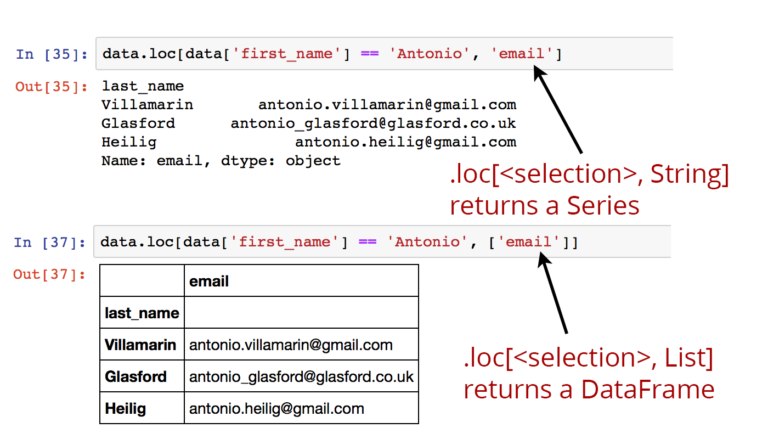 In [35]: data.loc[data['first_name'] == 'Antonio', 'email']
Out[35]: last_name
Villamarin antonio.villamarin@gmail.com
Glasford antonio_glasford@glasford.co.uk
Heilig antonio.heilig@gmail.com
Name: email, dtype: object
.loc[<selection>, String]
returns a Series
In [37]: data.loc[data['first_name'] == 'Antonio', ['email']]
Out[37]:
email
last_name
Villamarin antonio.villamarin@gmail.com
Glasford antonio_glasford@glasford.co.uk
Heilig antonio.heilig@gmail.com
.loc[<selection>, List]
returns a DataFrame